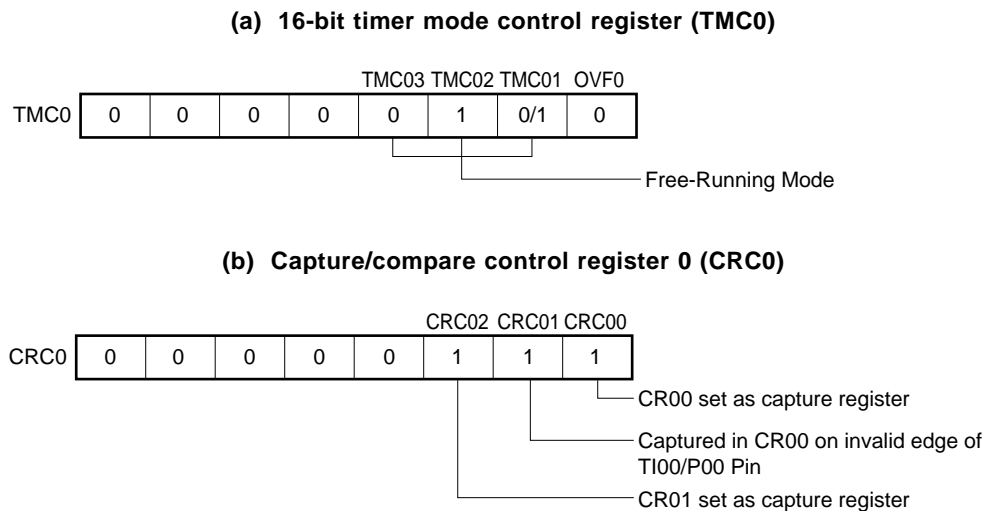 (a) 16-bit timer mode control register (TMC0)
TMC03 TMC02 TMC01 OVF0
TMC0 0 0 0 0 0 1 0/1 0
Free-Running Mode
(b) Capture/compare control register 0 (CRC0)
CRC02 CRC01 CRC00
CRC0 0 0 0 0 0 1 1 1
CR00 set as capture register
Captured in CR00 on invalid edge of
TI00/P00 Pin
CR01 set as capture register